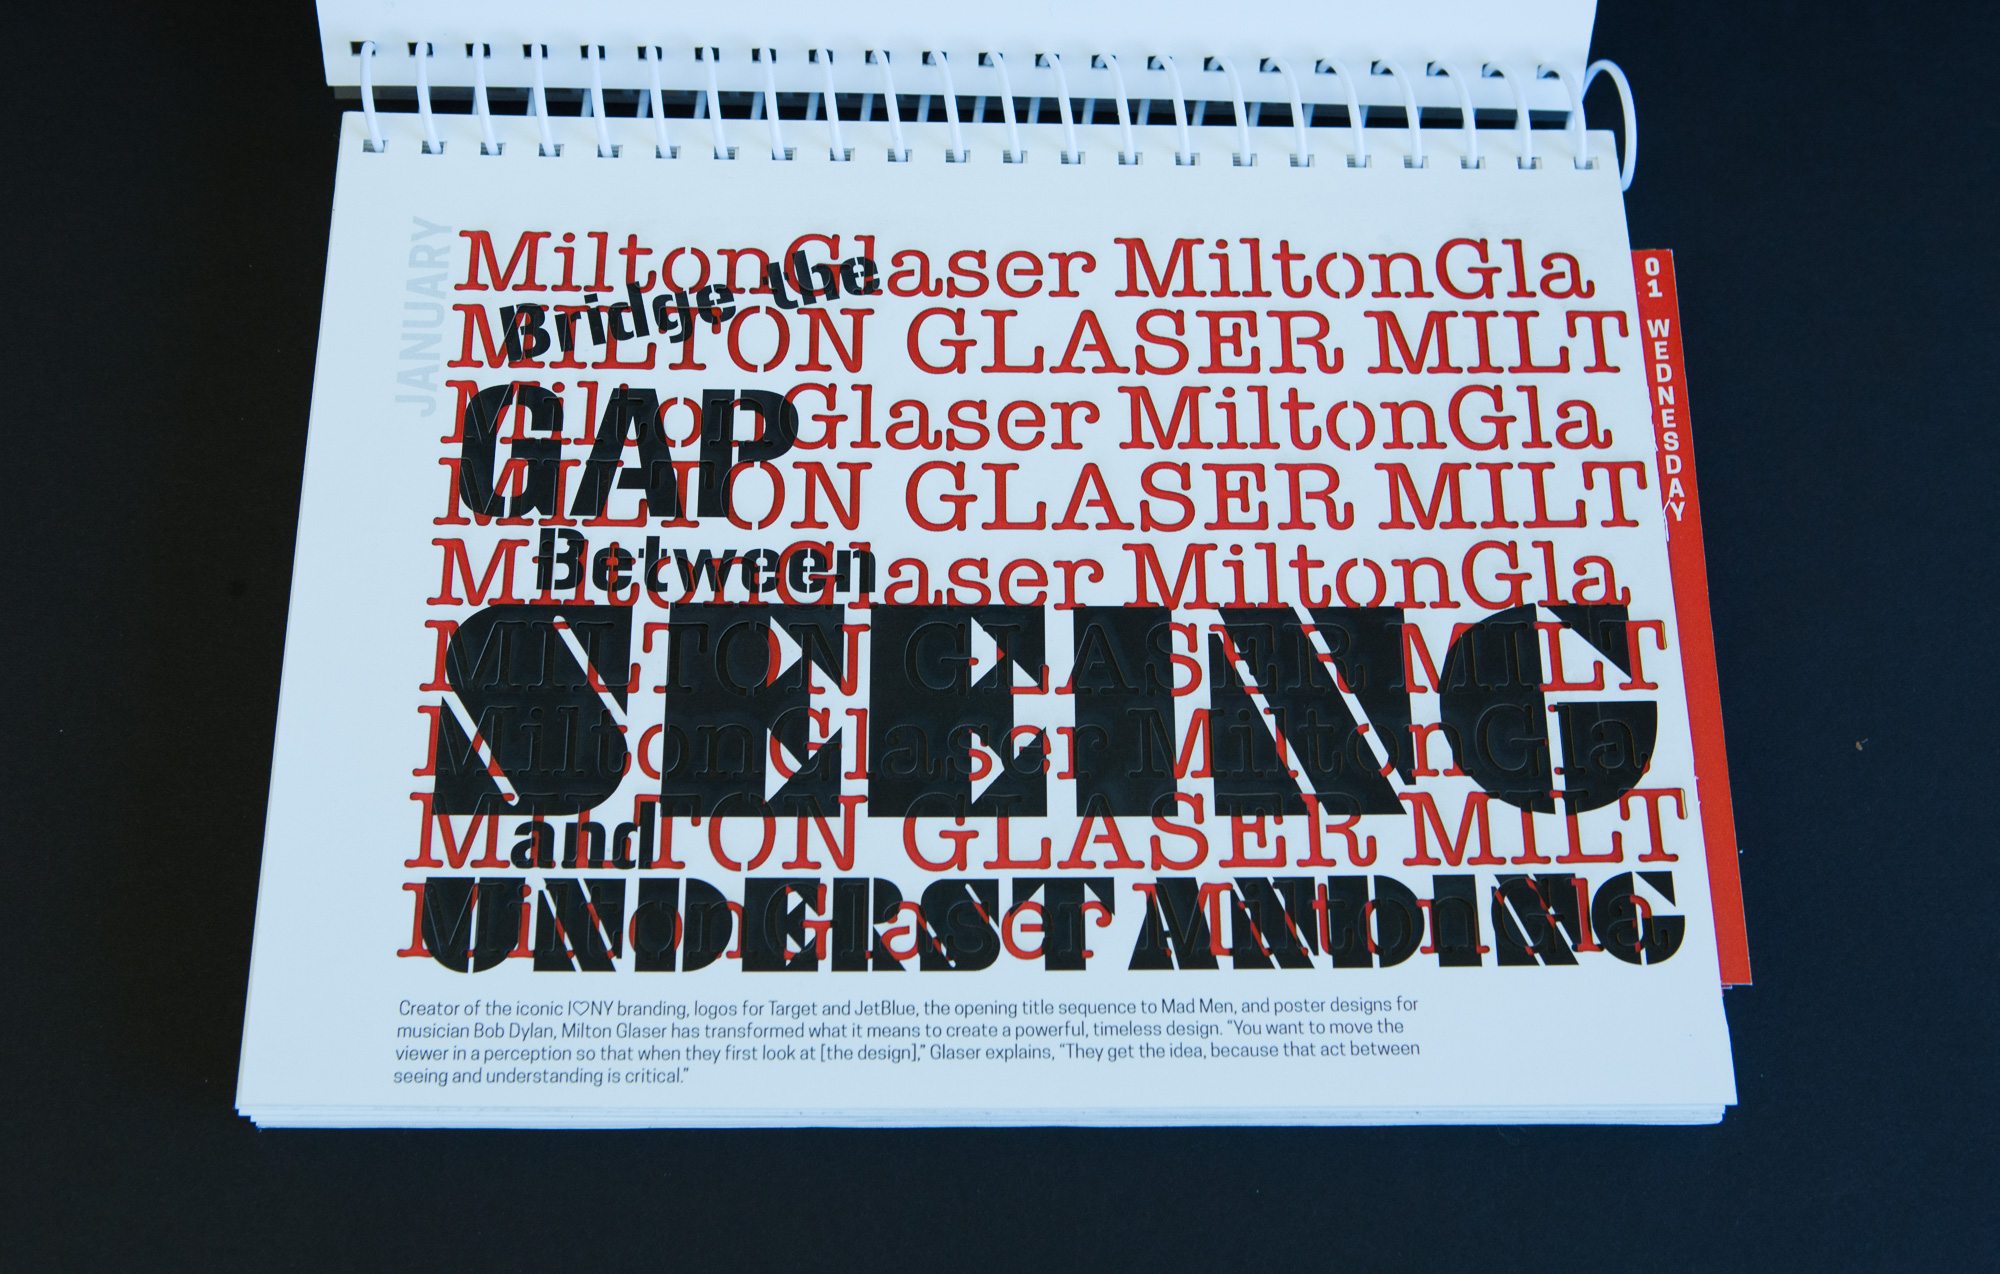 JANUARY
MiltonGlaser MiltonGla
Bridge the
MILTON GLASER MILT
MiltonGlaser MiltonGla
GAP
MILTON GLASER MILT
MiltonGlaser MiltonGla
Between
MILTON GLASER MILT
SEEING
MiltonGlaser MiltonGla
MILTON GLASER MILT
and
MiltonGlaser MiltonGla
UNDERSTANDING
01 WEDNESDAY
Creator of the iconic I♡NY branding, logos for Target and JetBlue, the opening title sequence to Mad Men, and poster designs for
musician Bob Dylan, Milton Glaser has transformed what it means to create a powerful, timeless design. “You want to move the
viewer in a perception so that when they first look at [the design],” Glaser explains, “They get the idea, because that act between
seeing and understanding is critical.”